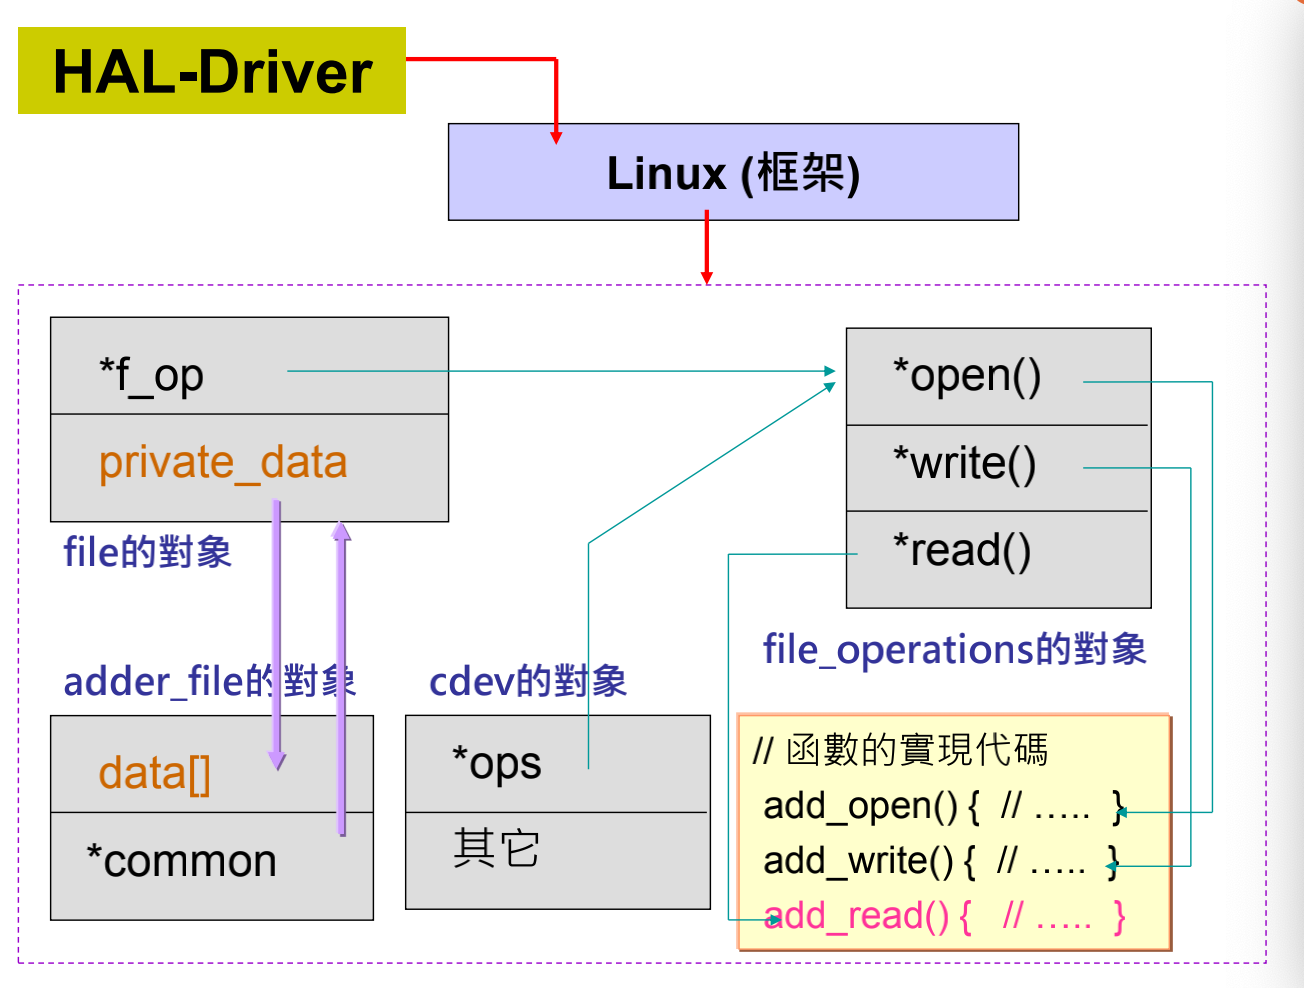 HAL-Driver
Linux (框架)
*f_op
private_data
file的對象
*open()
*write()
*read()
file_operations的對象
adder_file的對象
data[]
*common
cdev的對象
*ops
其它
// 函數的實現代碼
add_open() {  // …..  }
add_write() {  // …..  }
add_read() {   // …..  }